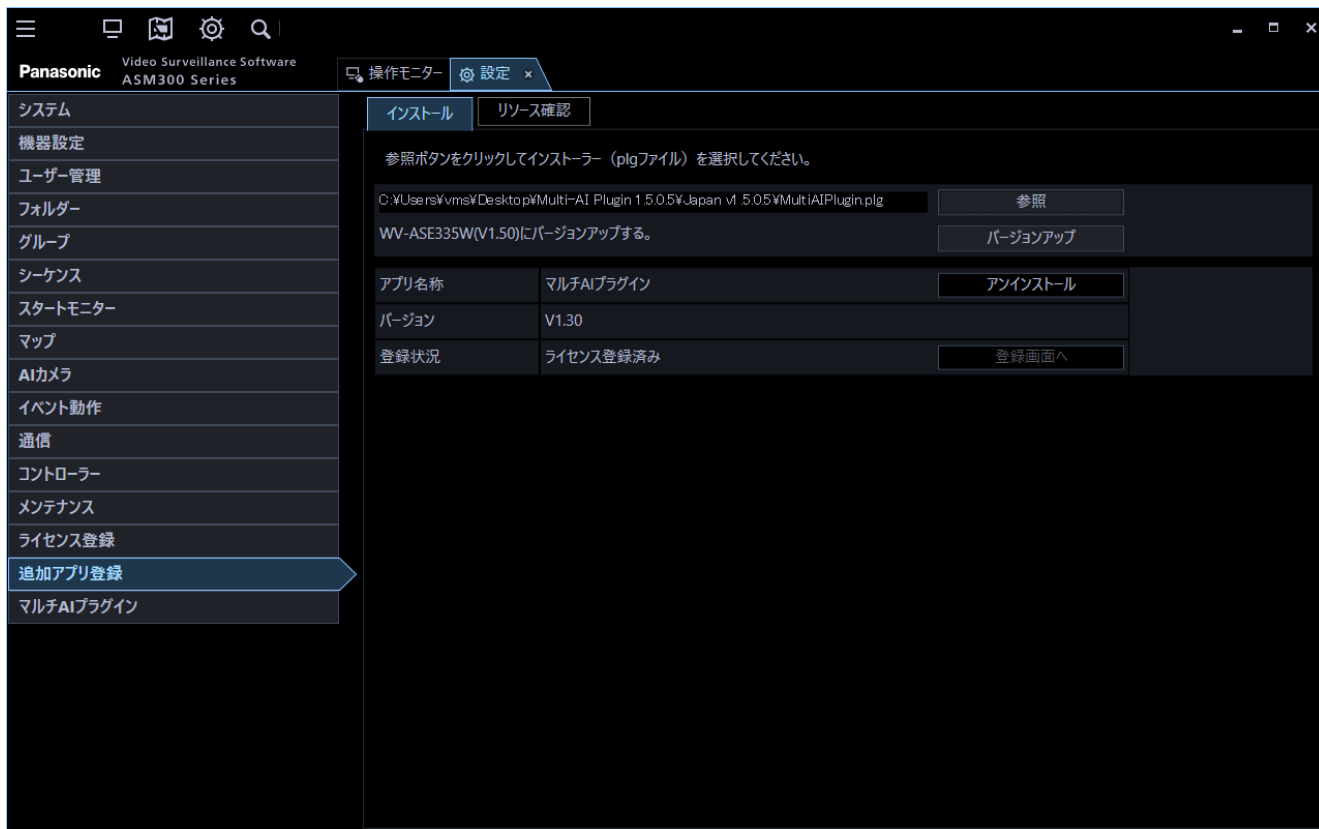 Panasonic
Video Surveillance Software
ASM300 Series
操作モニター
設定
システム
機器設定
ユーザー管理
フォルダー
グループ
シーケンス
スタートモニター
マップ
AIカメラ
イベント動作
通信
コントローラー
メンテナンス
ライセンス登録
追加アプリ登録
マルチAIプラグイン
インストール
リソース確認
参照ボタンをクリックしてインストーラー（plgファイル）を選択してください。
C:¥Users¥vms¥Desktop¥Multi-AI Plugin 1.5.0.5¥Japan v1.5.0.5¥MultiAIPlugin.plg
参照
WV-ASE335W(V1.50)にバージョンアップする。
バージョンアップ
アプリ名称 マルチAIプラグイン アンインストール
バージョン V1.30
登録状況 ライセンス登録済み 登録画面へ